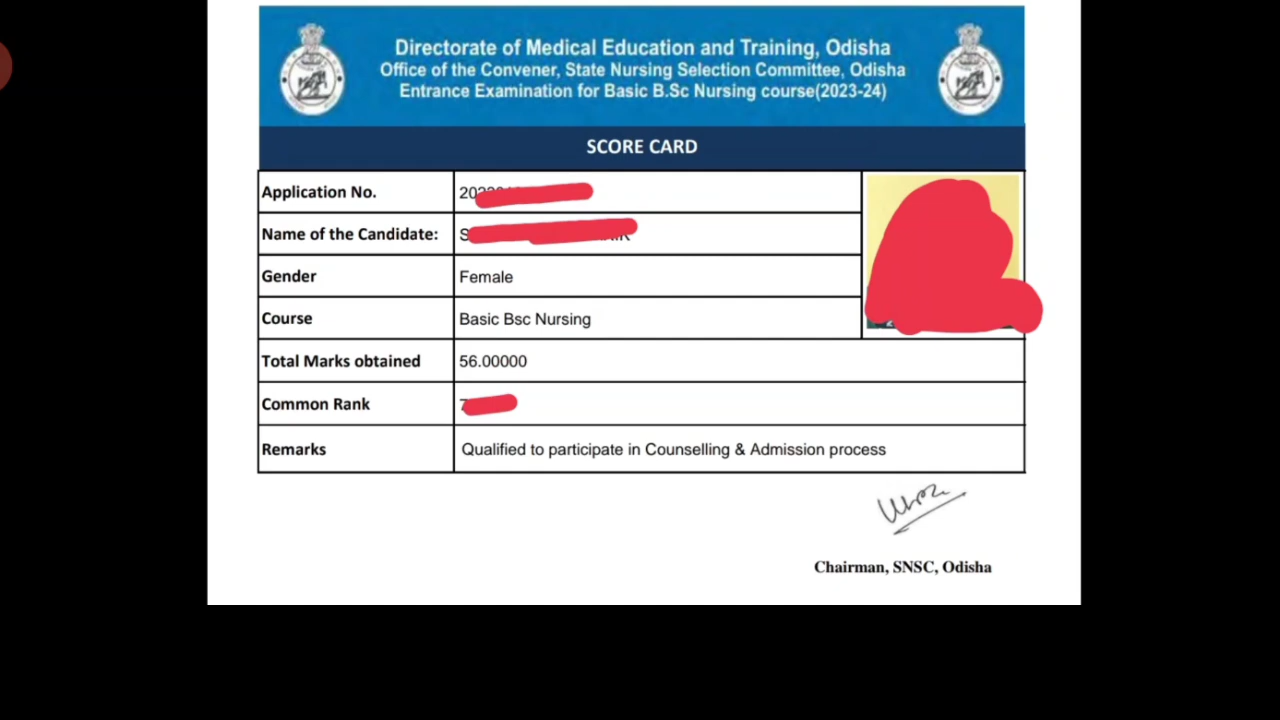 Directorate of Medical Education and Training, Odisha
Office of the Convener, State Nursing Selection Committee, Odisha
Entrance Examination for Basic B.Sc Nursing course(2023-24)
SCORE CARD
Application No.
Name of the Candidate:
Gender Female
Course Basic Bsc Nursing
Total Marks obtained 56.00000
Common Rank
Remarks Qualified to participate in Counselling & Admission process
Chairman, SNSC, Odisha